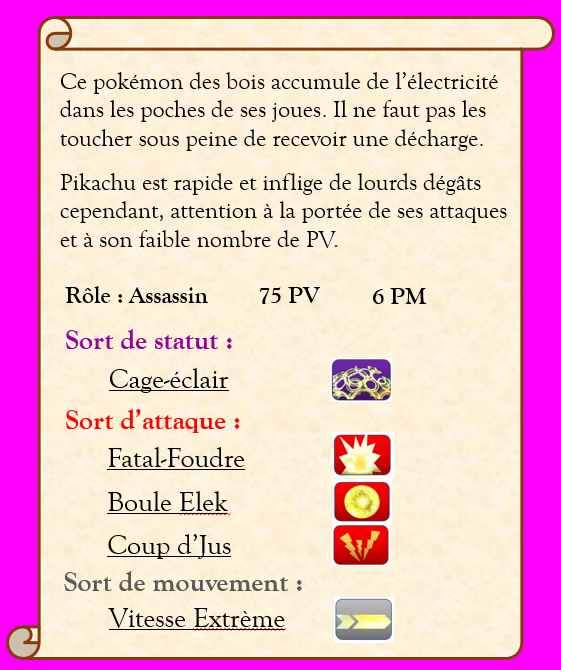 Ce pokémon des bois accumule de l'électricité
dans les poches de ses joues. Il ne faut pas les
toucher sous peine de recevoir une décharge.
Pikachu est rapide et inflige de lourds dégâts
cependant, attention à la portée de ses attaques
et à son faible nombre de PV.
Rôle : Assassin 75 PV 6 PM
Sort de statut :
Cage-éclair
Sort d'attaque :
Fatal-Foudre
Boule Elek
Coup d'Jus
Sort de mouvement :
Vitesse Extrème